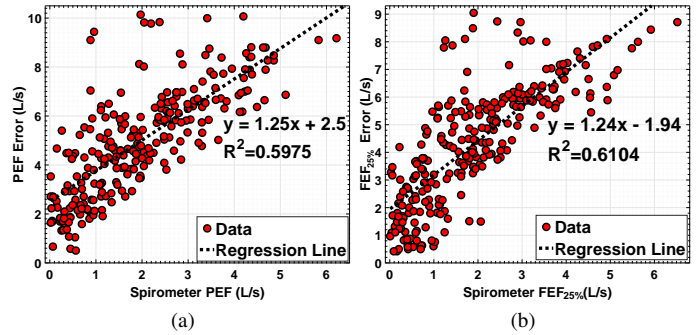 10
8
6
4
2
0
PEF Error (L/s)
y = 1.25x + 2.5
R²=0.5975
Data
Regression Line
0 1 2 3 4 5 6
Spirometer PEF (L/s)
(a)
9
8
7
6
5
4
3
2
1
0
FEF25% Error (L/s)
y = 1.24x - 1.94
R²=0.6104
Data
Regression Line
0 1 2 3 4 5 6
Spirometer FEF25%(L/s)
(b)